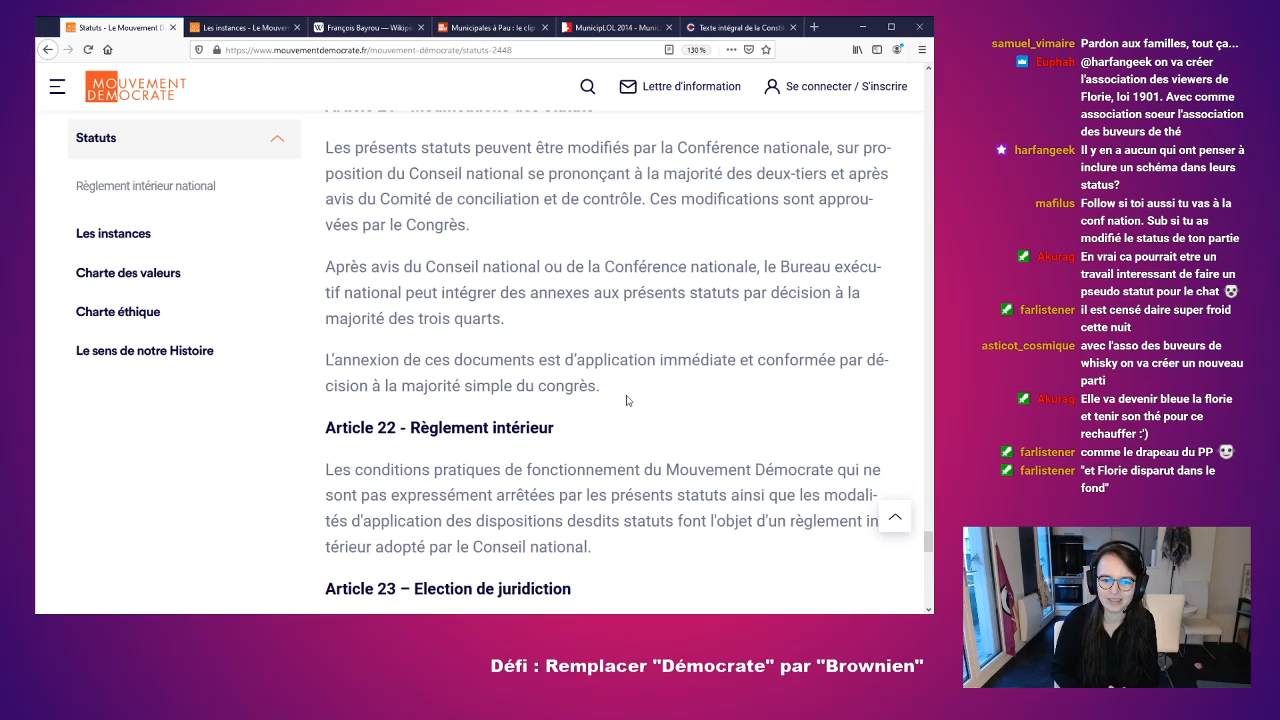 Statuts - Le Mouvement D
Les instances - Le Mouvem
François Bayrou — Wikipé
Municipales à Pau : le clip
MunicipLOL 2014 - Munic
Texte intégral de la Consti
https://www.mouvementdemocrate.fr/mouvement-démocrate/statuts-2448
130 %
MOUVEMENT
DEMOCRATE
Lettre d'information
Se connecter / S'inscrire
Statuts
Règlement intérieur national
Les instances
Charte des valeurs
Charte éthique
Le sens de notre Histoire
Les présents statuts peuvent être modifiés par la Conférence nationale, sur pro-
position du Conseil national se prononçant à la majorité des deux-tiers et après
avis du Comité de conciliation et de contrôle. Ces modifications sont approu-
vées par le Congrès.
Après avis du Conseil national ou de la Conférence nationale, le Bureau exécu-
tif national peut intégrer des annexes aux présents statuts par décision à la
majorité des trois quarts.
L'annexion de ces documents est d'application immédiate et conformée par dé-
cision à la majorité simple du congrès.
Article 22 - Règlement intérieur
Les conditions pratiques de fonctionnement du Mouvement Démocrate qui ne
sont pas expressément arrêtées par les présents statuts ainsi que les modali-
tés d'application des dispositions desdits statuts font l'objet d'un règlement in
térieur adopté par le Conseil national.
Article 23 – Election de juridiction
samuel_vimaire Pardon aux familles, tout ça...
Euphah @harfangeek on va créer
l'association des viewers de
Florie, loi 1901. Avec comme
association soeur l'association
des buveurs de thé
harfangeek Il y en a aucun qui ont penser à
inclure un schéma dans leurs
status?
mafilus Follow si toi aussi tu vas à la
conf nation. Sub si tu as
modifié le status de ton partie
Akurag En vrai ca pourrait etre un
travail interessant de faire un
pseudo statut pour le chat
farlistener il est censé daire super froid
cette nuit
asticot_cosmique avec l'asso des buveurs de
whisky on va créer un nouveau
parti
Akurag Elle va devenir bleue la florie
et tenir son thé pour ce
rechauffer :')
farlistener comme le drapeau du PP
farlistener "et Florie disparut dans le
fond"
Défi : Remplacer "Démocrate" par "Brownien"